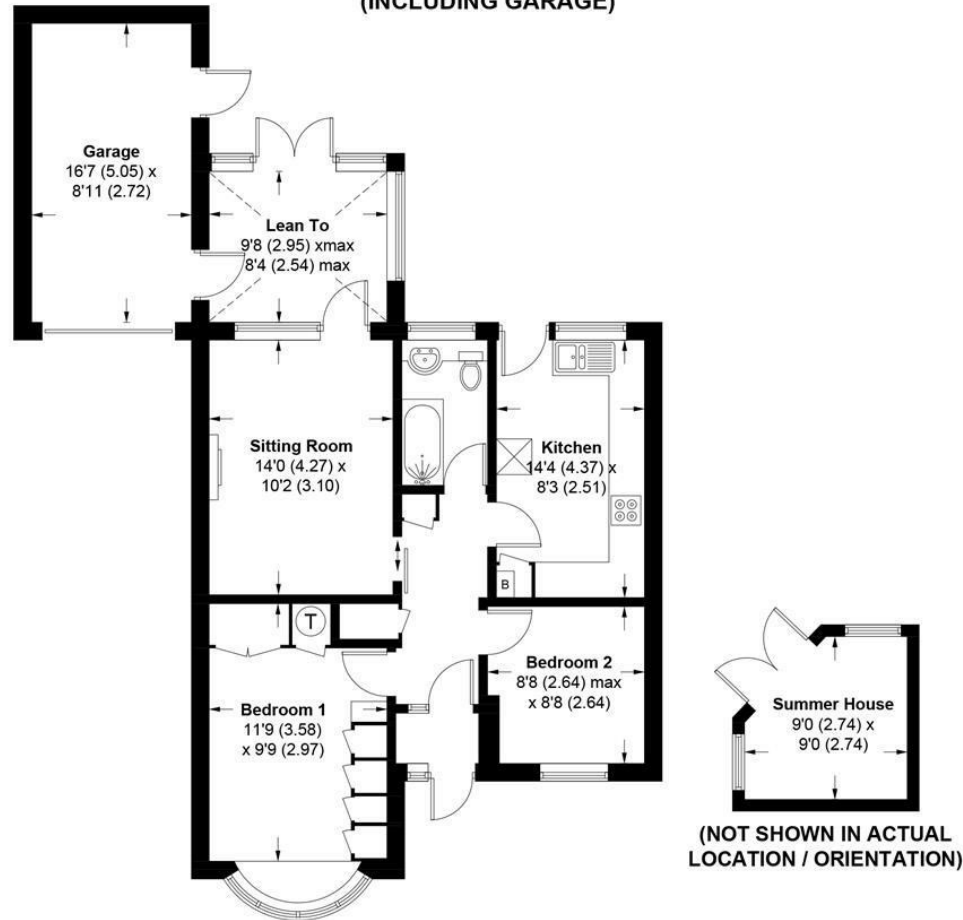 (INCLUDING GARAGE)
Garage
16'7 (5.05) x
8'11 (2.72)
Lean To
9'8 (2.95) xmax
8'4 (2.54) max
Sitting Room
14'0 (4.27) x
10'2 (3.10)
Kitchen
14'4 (4.37) x
8'3 (2.51)
B
T
Bedroom 1
11'9 (3.58)
x 9'9 (2.97)
Bedroom 2
8'8 (2.64) max
x 8'8 (2.64)
Summer House
9'0 (2.74) x
9'0 (2.74)
(NOT SHOWN IN ACTUAL
LOCATION / ORIENTATION)